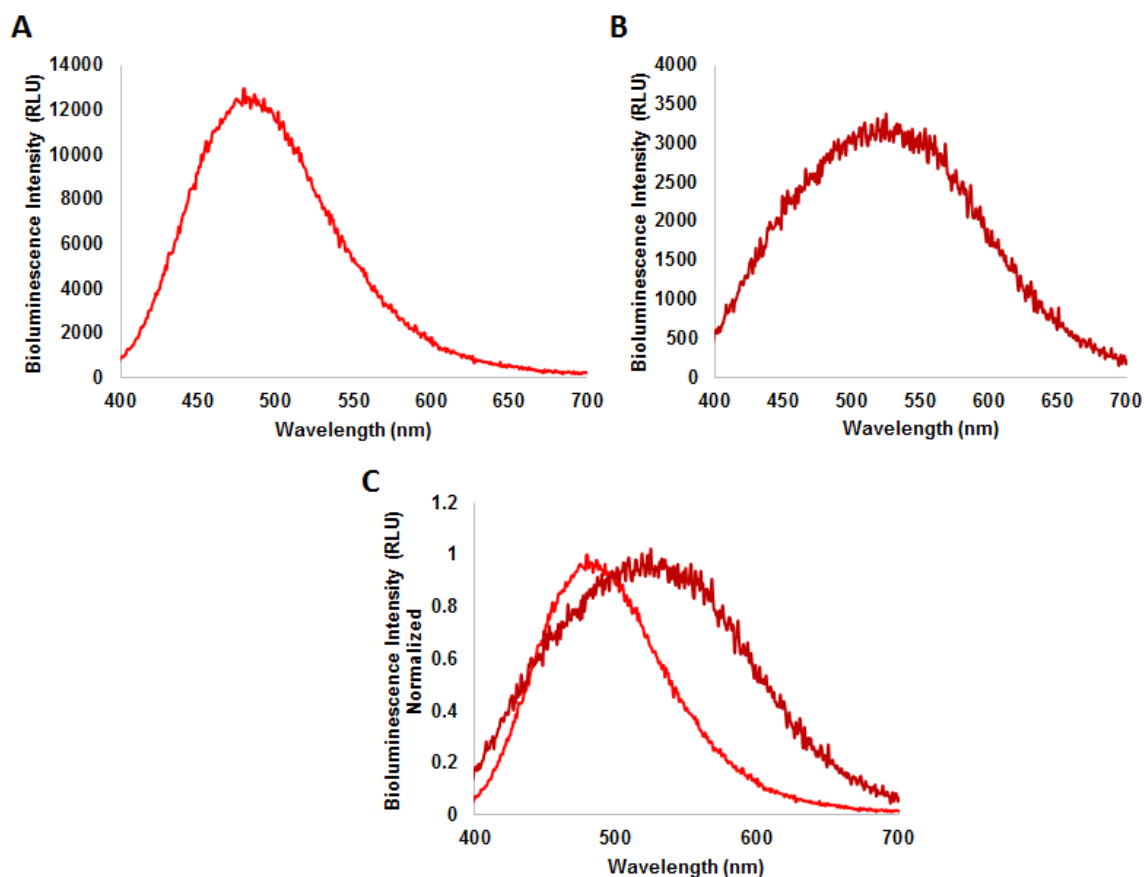 A
Bioluminescence Intensity (RLU)
14000
12000
10000
8000
6000
4000
2000
0
400 450 500 550 600 650 700
Wavelength (nm)
B
Bioluminescence Intensity (RLU)
4000
3500
3000
2500
2000
1500
1000
500
0
400 450 500 550 600 650 700
Wavelength (nm)
C
Bioluminescence Intensity (RLU)
Normalized
1.2
1
0.8
0.6
0.4
0.2
0
400 500 600 700
Wavelength (nm)